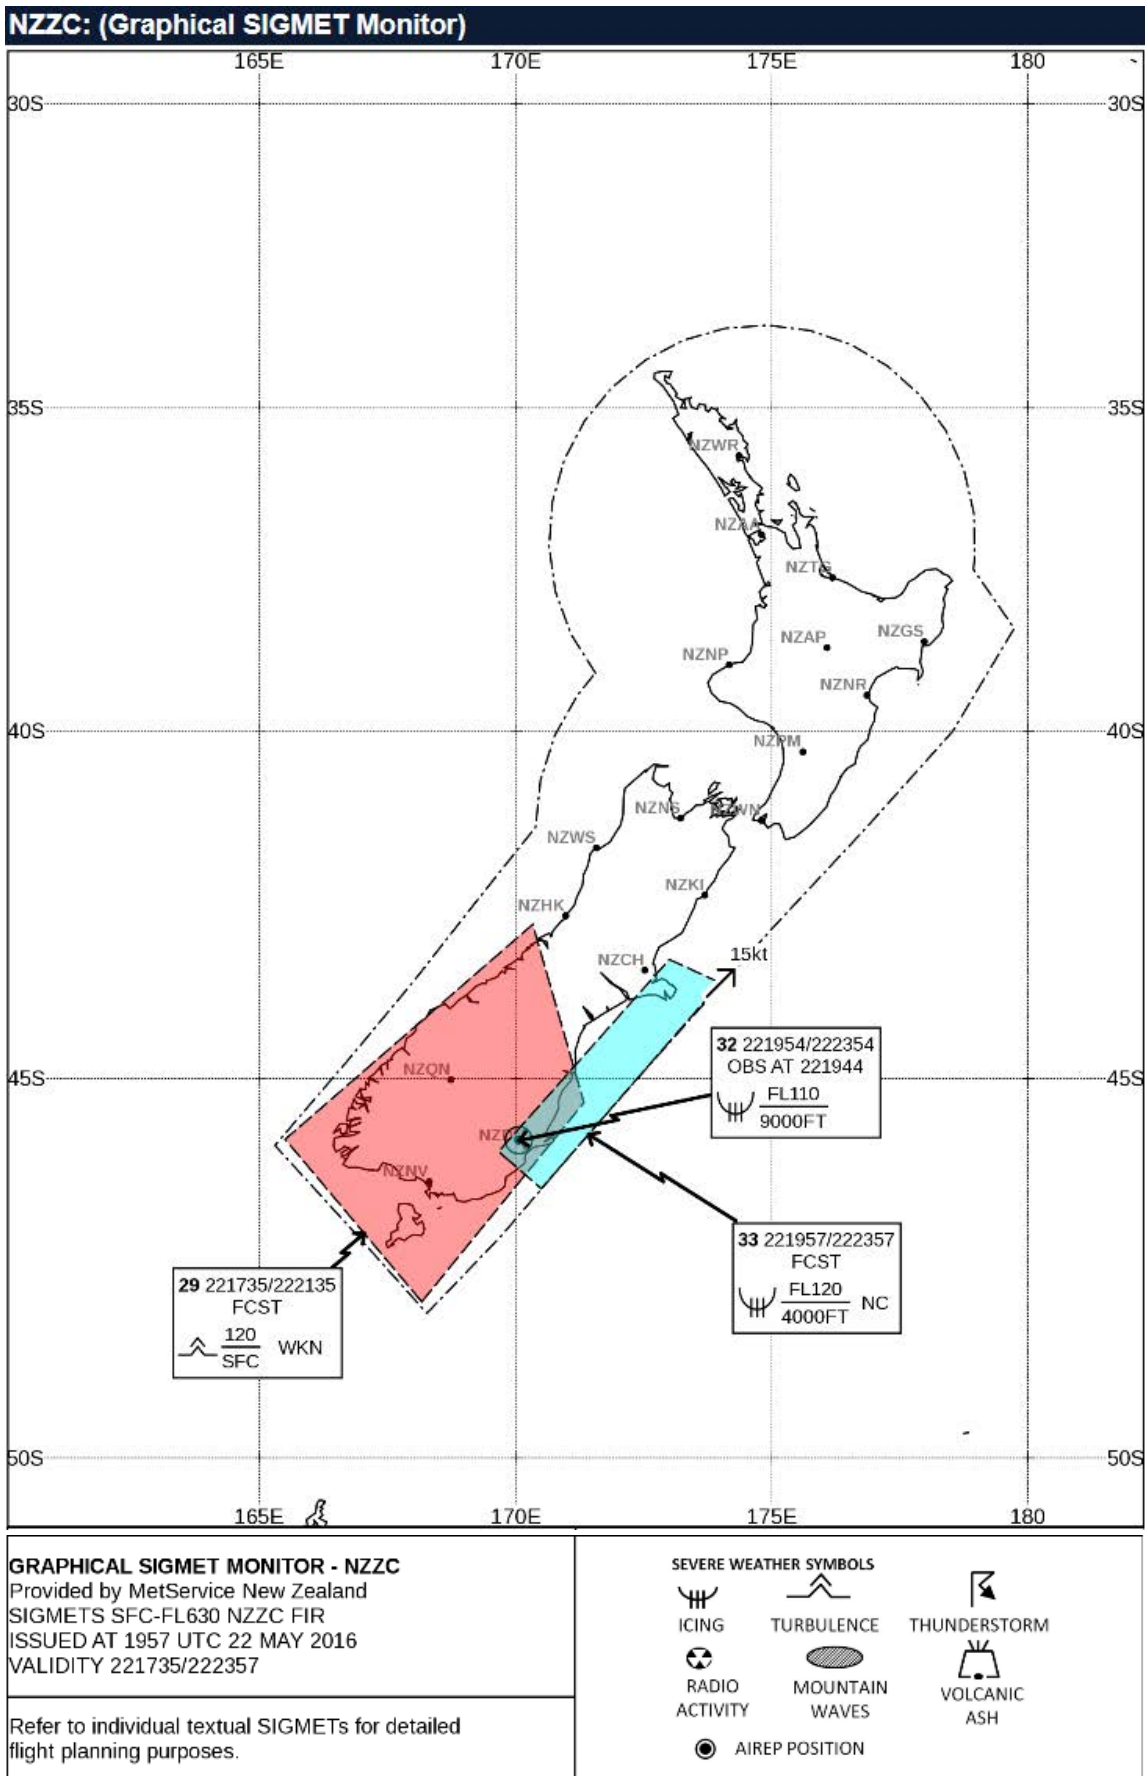 NZZC: (Graphical SIGMET Monitor)
165E 170E 175E 180
30S 30S
35S 35S
NZWR
NZAA
NZTG
NZAP
NZGS
NZNP
NZNR
40S 40S
NZPM
NZNS
NZWN
NZWS
NZKI
NZHK
NZCH
15kt
32 221954/222354
OBS AT 221944
FL110
9000FT
NZQN
45S 45S
NZNV
33 221957/222357
FCST
FL120
4000FT NC
29 221735/222135
FCST
120
SFC WKN
50S 50S
165E 170E 175E 180
GRAPHICAL SIGMET MONITOR - NZZC
Provided by MetService New Zealand
SIGMETS SFC-FL630 NZZC FIR
ISSUED AT 1957 UTC 22 MAY 2016
VALIDITY 221735/222357
Refer to individual textual SIGMETs for detailed
flight planning purposes.
SEVERE WEATHER SYMBOLS
ICING TURBULENCE THUNDERSTORM
RADIO
ACTIVITY
MOUNTAIN
WAVES
VOLCANIC
ASH
AIREP POSITION